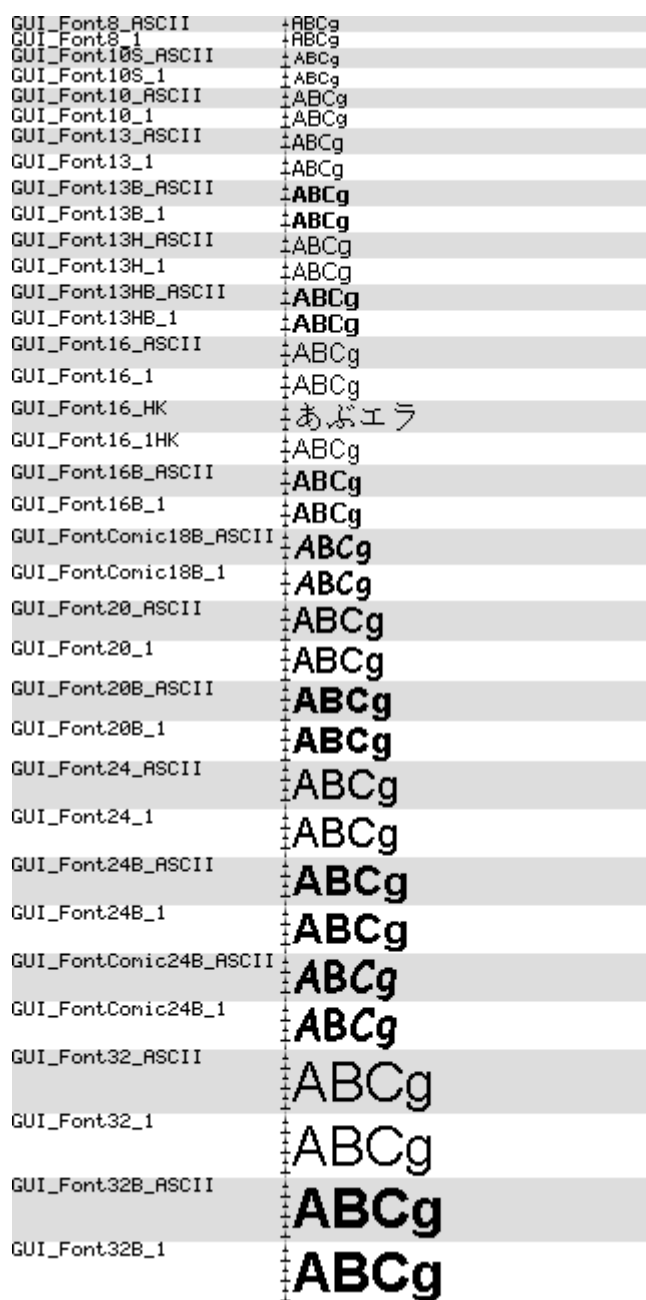 GUI_Font8_ASCII ABCg
GUI_Font8_1 ABCg
GUI_Font10S_ASCII ABCg
GUI_Font10S_1 ABCg
GUI_Font10_ASCII ABCg
GUI_Font10_1 ABCg
GUI_Font13_ASCII ABCg
GUI_Font13_1 ABCg
GUI_Font13B_ASCII ABCg
GUI_Font13B_1 ABCg
GUI_Font13H_ASCII ABCg
GUI_Font13H_1 ABCg
GUI_Font13HB_ASCII ABCg
GUI_Font13HB_1 ABCg
GUI_Font16_ASCII ABCg
GUI_Font16_1 ABCg
GUI_Font16_HK あぶエラ
GUI_Font16_1HK ABCg
GUI_Font16B_ASCII ABCg
GUI_Font16B_1 ABCg
GUI_FontComic18B_ASCII ABCg
GUI_FontComic18B_1 ABCg
GUI_Font20_ASCII ABCg
GUI_Font20_1 ABCg
GUI_Font20B_ASCII ABCg
GUI_Font20B_1 ABCg
GUI_Font24_ASCII ABCg
GUI_Font24_1 ABCg
GUI_Font24B_ASCII ABCg
GUI_Font24B_1 ABCg
GUI_FontComic24B_ASCII ABCg
GUI_FontComic24B_1 ABCg
GUI_Font32_ASCII ABCg
GUI_Font32_1 ABCg
GUI_Font32B_ASCII ABCg
GUI_Font32B_1 ABCg